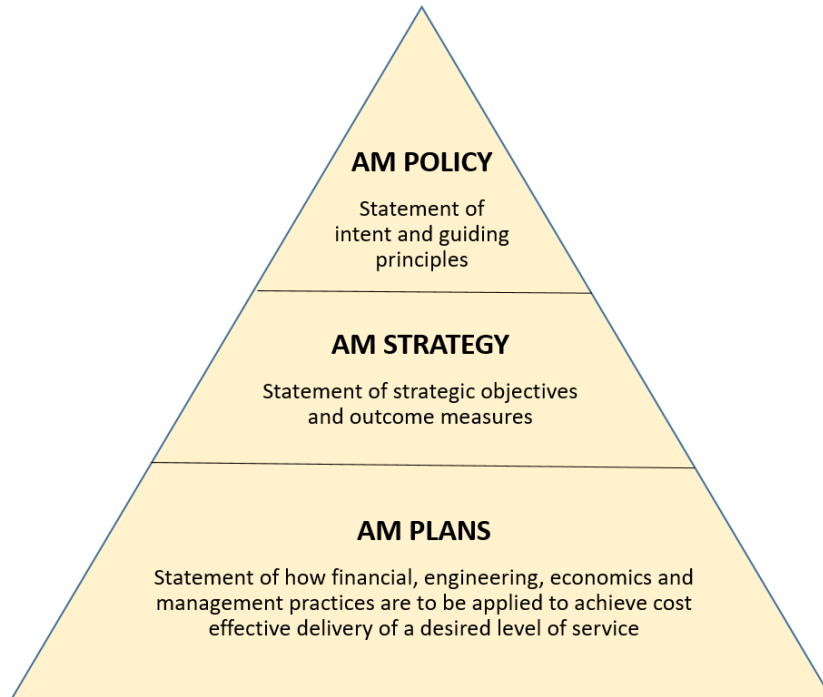 AM POLICY
Statement of
intent and guiding
principles
AM STRATEGY
Statement of strategic objectives
and outcome measures
AM PLANS
Statement of how financial, engineering, economics and
management practices are to be applied to achieve cost
effective delivery of a desired level of service